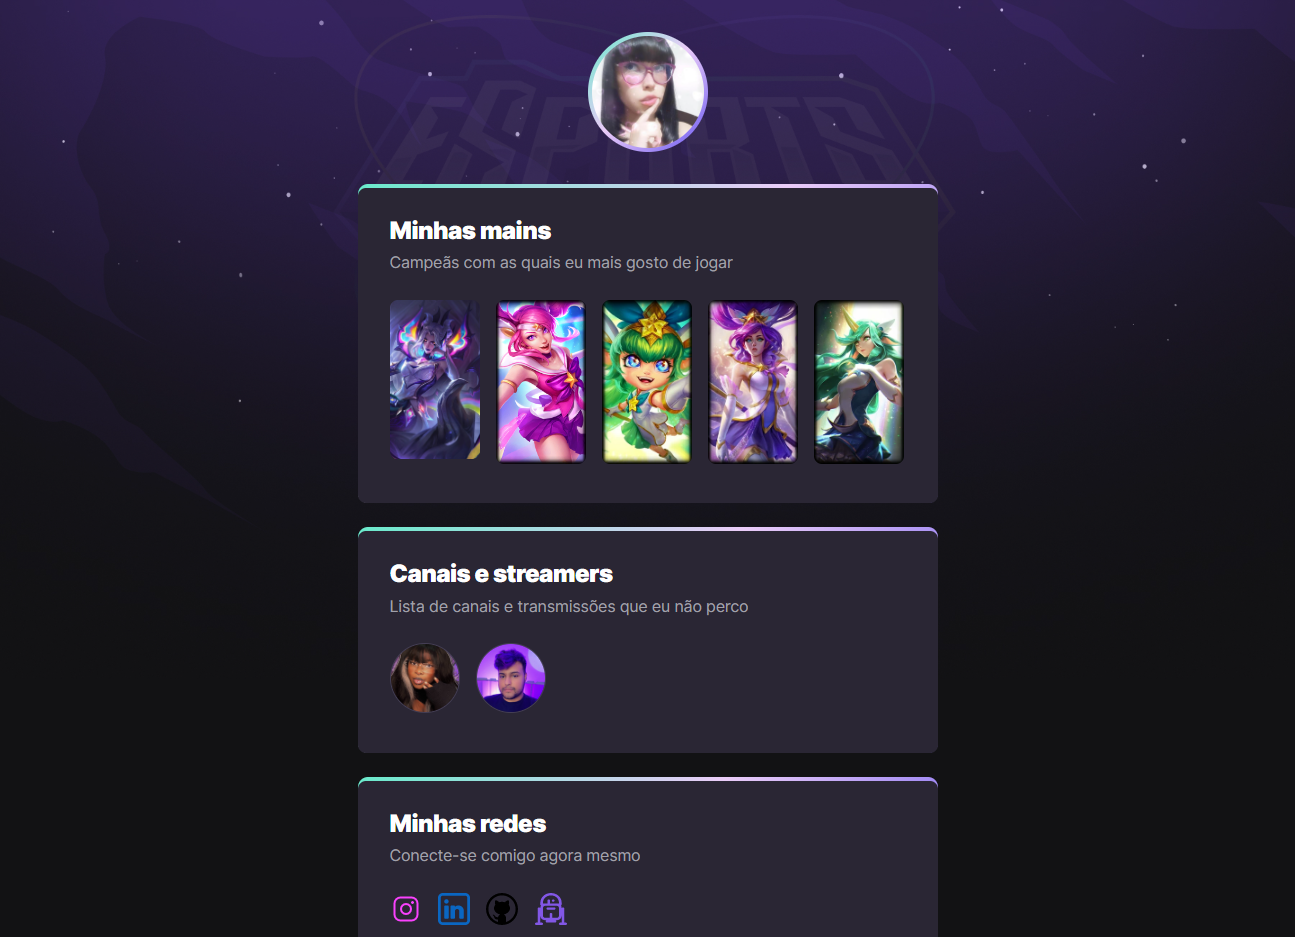 ESPORTS
Minhas mains
Campeãs com as quais eu mais gosto de jogar
Canais e streamers
Lista de canais e transmissões que eu não perco
Minhas redes
Conecte-se comigo agora mesmo
in